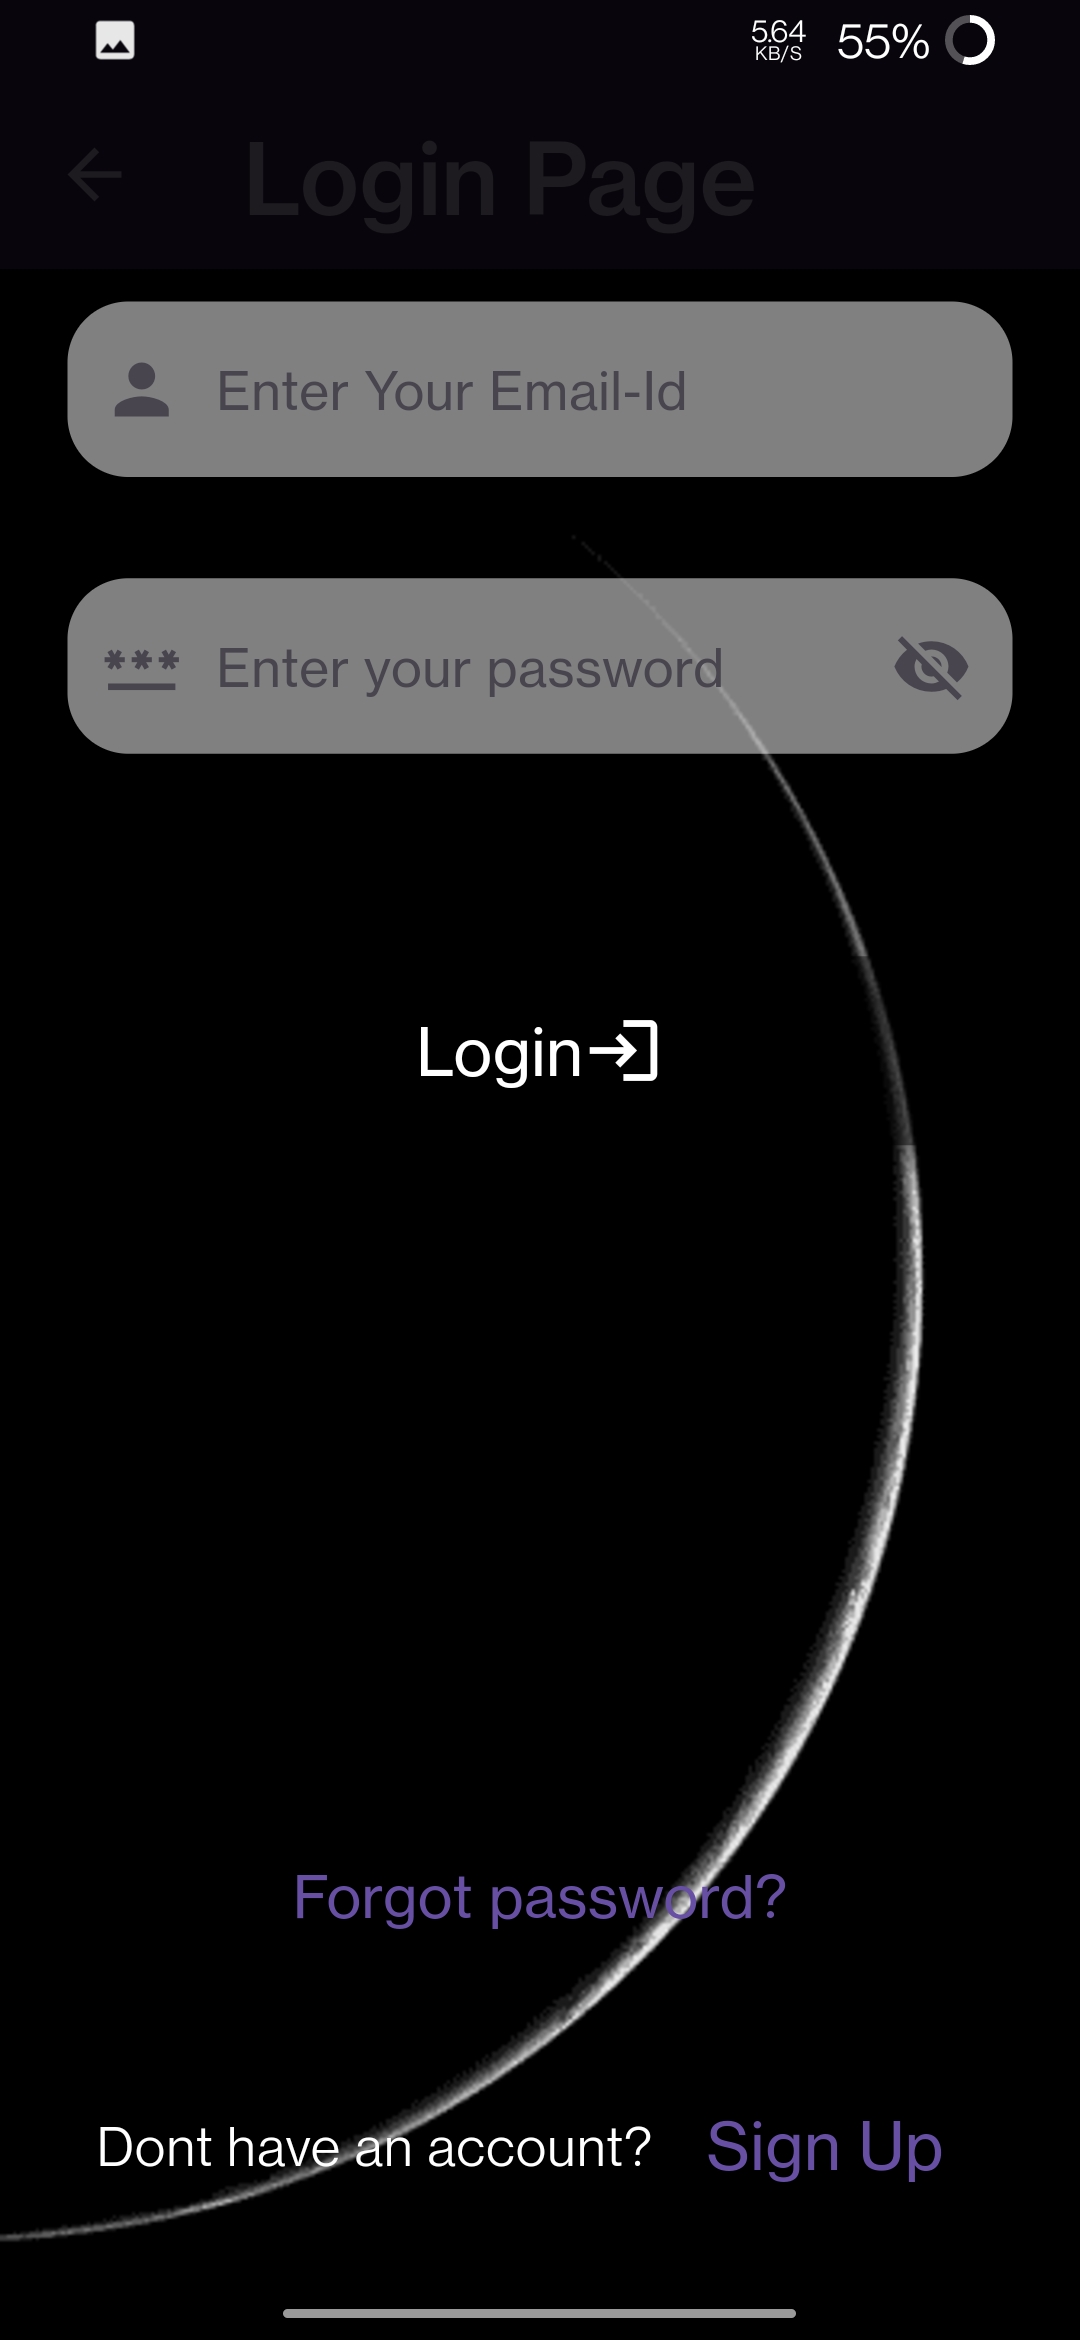 5.64
KB/S
55%
Login Page
Enter Your Email-Id
*** Enter your password
Login
Forgot password?
Dont have an account? Sign Up